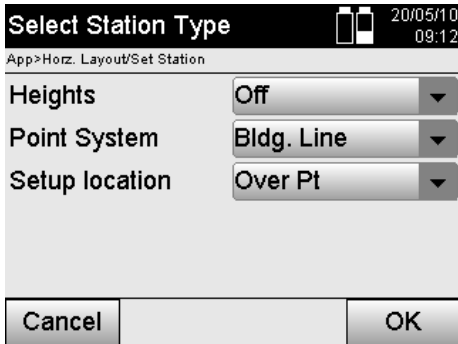 Select Station Type
20/05/10
09:12
App>Horz. Layout/Set Station
Heights Off
Point System Bldg. Line
Setup location Over Pt
Cancel OK